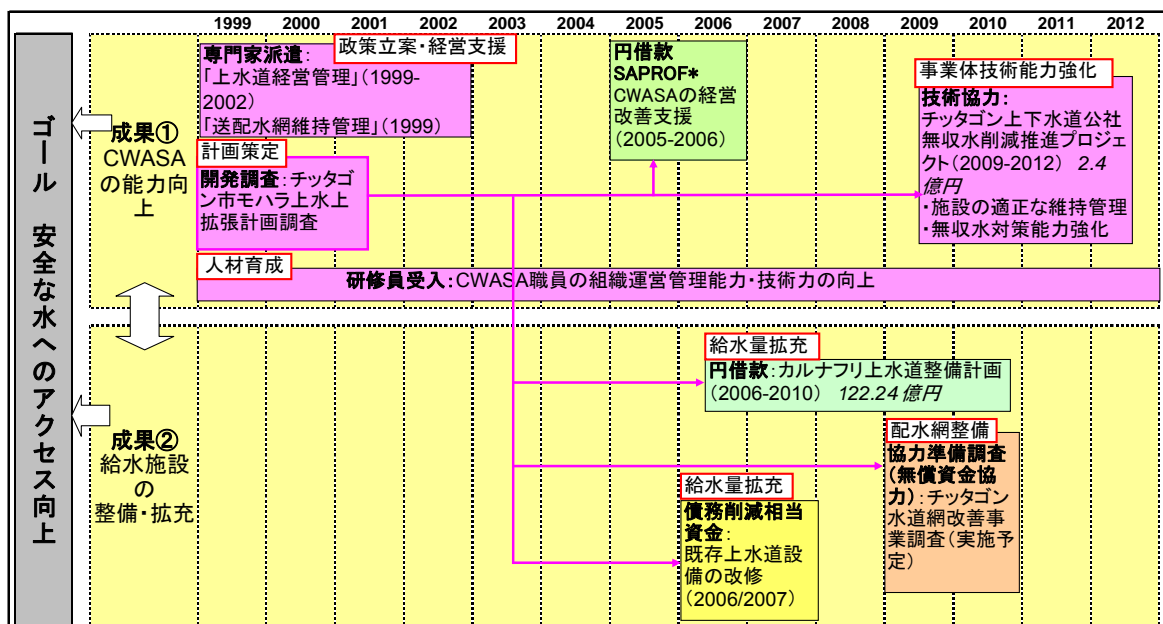 1999 2000 2001 2002 2003 2004 2005 2006 2007 2008 2009 2010 2011 2012
ゴール 安全な水へのアクセス向上
成果①
CWASA
の能力向
上
政策立案・経営支援
専門家派遣:
「上水道経営管理」(1999-
2002)
「送配水網維持管理」(1999)
計画策定
開発調査:チッタゴ
ン市モハラ上水上
拡張計画調査
円借款
SAPROF*
CWASAの経営
改善支援
(2005-2006)
事業体技術能力強化
技術協力:
チッタゴン上下水道公社
無収水削減推進プロジェ
クト(2009-2012) 2.4
億円
・施設の適正な維持管理
・無収水対策能力強化
人材育成
研修員受入:CWASA職員の組織運営管理能力・技術力の向上
成果②
給水施設
の
整備・拡充
給水量拡充
円借款:カルナフリ上水道整備計画
(2006-2010) 122.24億円
配水網整備
協力準備調査
(無償資金協
力):チッタゴン
水道網改善事
業調査(実施予
定)
給水量拡充
債務削減相当
資金:
既存上水道設
備の改修
(2006/2007)